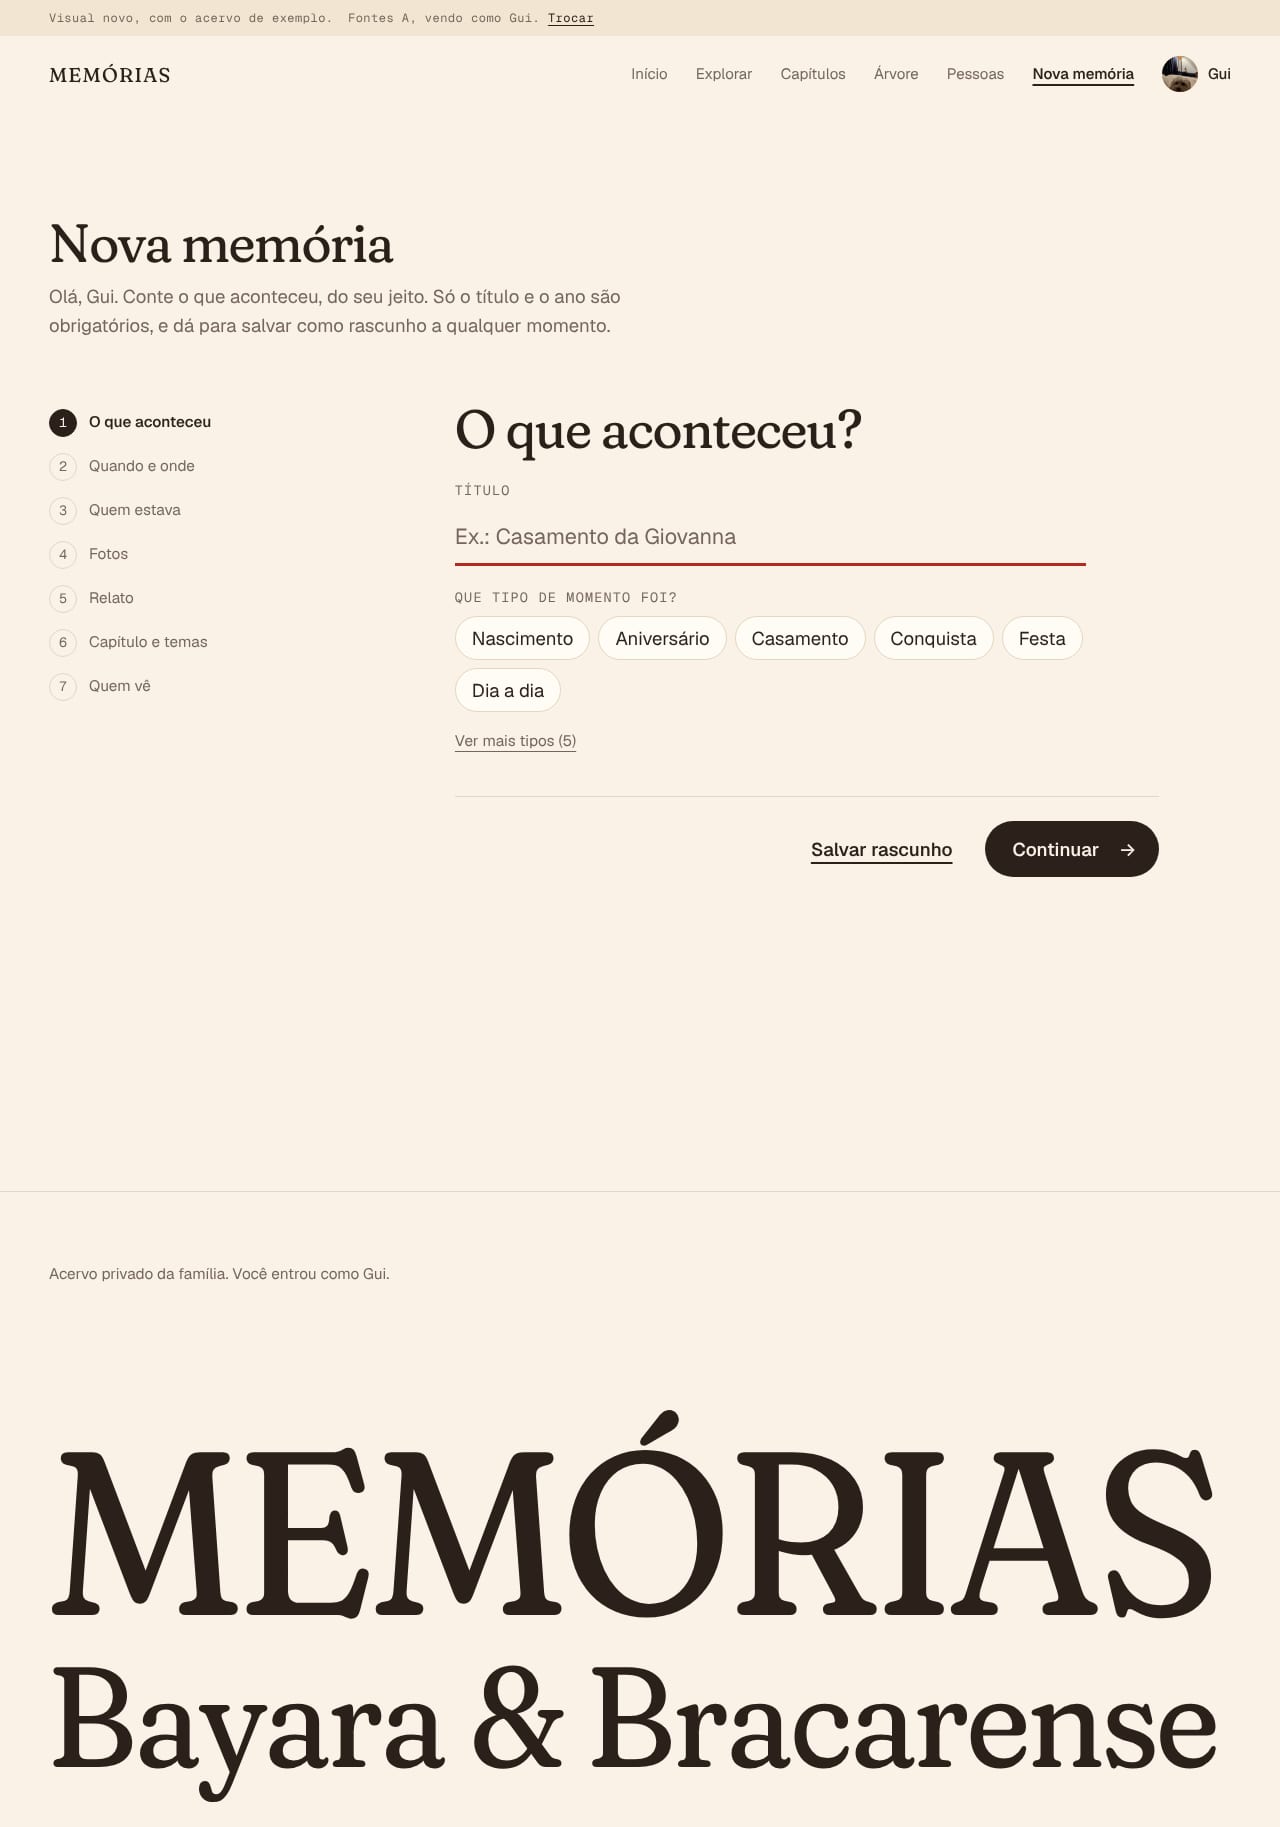 Visual novo, com o acervo de exemplo. Fontes A, vendo como Gui. Trocar
MEMÓRIAS
Início
Explorar
Capítulos
Árvore
Pessoas
Nova memória
Gui
Nova memória
Olá, Gui. Conte o que aconteceu, do seu jeito. Só o título e o ano são
obrigatórios, e dá para salvar como rascunho a qualquer momento.
1 O que aconteceu
2 Quando e onde
3 Quem estava
4 Fotos
5 Relato
6 Capítulo e temas
7 Quem vê
O que aconteceu?
TÍTULO
Ex.: Casamento da Giovanna
QUE TIPO DE MOMENTO FOI?
Nascimento
Aniversário
Casamento
Conquista
Festa
Dia a dia
Ver mais tipos (5)
Salvar rascunho
Continuar →
Acervo privado da família. Você entrou como Gui.
MEMÓRIAS
Bayara & Bracarense